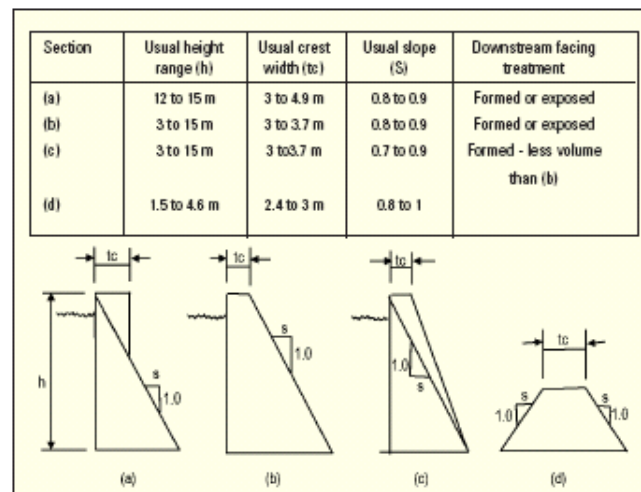 Section Usual height range (h) Usual crest width (tc) Usual slope (S) Downstream facing treatment
(a) 12 to 15 m 3 to 4.9 m 0.8 to 0.9 Formed or exposed
(b) 3 to 15 m 3 to 3.7 m 0.8 to 0.9 Formed or exposed
(c) 3 to 15 m 3 to3.7 m 0.7 to 0.9 Formed - less volume
than (b)
(d) 1.5 to 4.6 m 2.4 to 3 m 0.8 to 1
tc tc tc
tc
h s 1.0 s 1.0 1.0 s s 1.0 s 1.0
(a) (b) (c) (d)